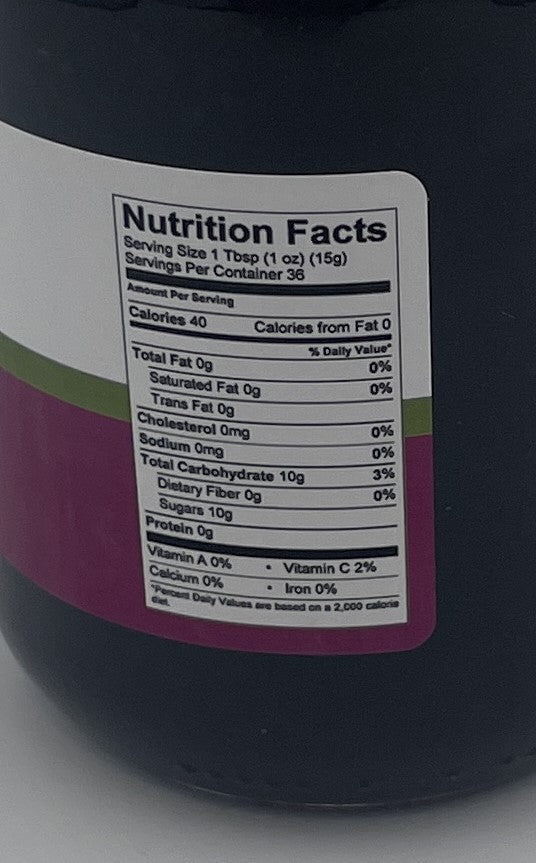 Nutrition Facts
Serving Size 1 Tbsp (1 oz) (15g)
Servings Per Container 36
Amount Per Serving
Calories 40 Calories from Fat 0
% Daily Value*
Total Fat 0g 0%
Saturated Fat 0g 0%
Trans Fat 0g
Cholesterol 0mg 0%
Sodium 0mg 0%
Total Carbohydrate 10g 3%
Dietary Fiber 0g 0%
Sugars 10g
Protein 0g
Vitamin A 0% • Vitamin C 2%
Calcium 0% • Iron 0%
*Percent Daily Values are based on a 2,000 calorie
diet.